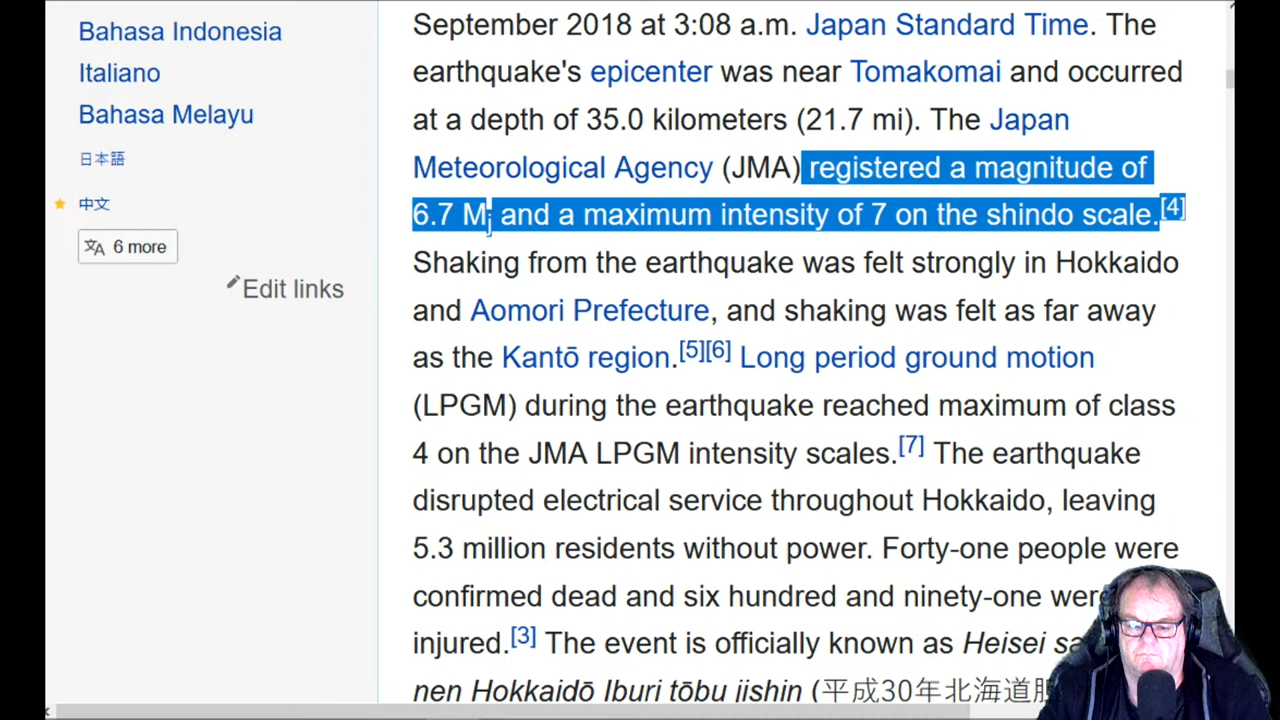 Bahasa Indonesia
Italiano
Bahasa Melayu
日本語
中文
6 more
Edit links
September 2018 at 3:08 a.m. Japan Standard Time. The
earthquake's epicenter was near Tomakomai and occurred
at a depth of 35.0 kilometers (21.7 mi). The Japan
Meteorological Agency (JMA) registered a magnitude of
6.7 Mj and a maximum intensity of 7 on the shindo scale.[4]
Shaking from the earthquake was felt strongly in Hokkaido
and Aomori Prefecture, and shaking was felt as far away
as the Kantō region.[5][6] Long period ground motion
(LPGM) during the earthquake reached maximum of class
4 on the JMA LPGM intensity scales.[7] The earthquake
disrupted electrical service throughout Hokkaido, leaving
5.3 million residents without power. Forty-one people were
confirmed dead and six hundred and ninety-one
injured.[3] The event is officially known as Heisei
nen Hokkaidō Iburi tōbu jishin (平成30年北海道